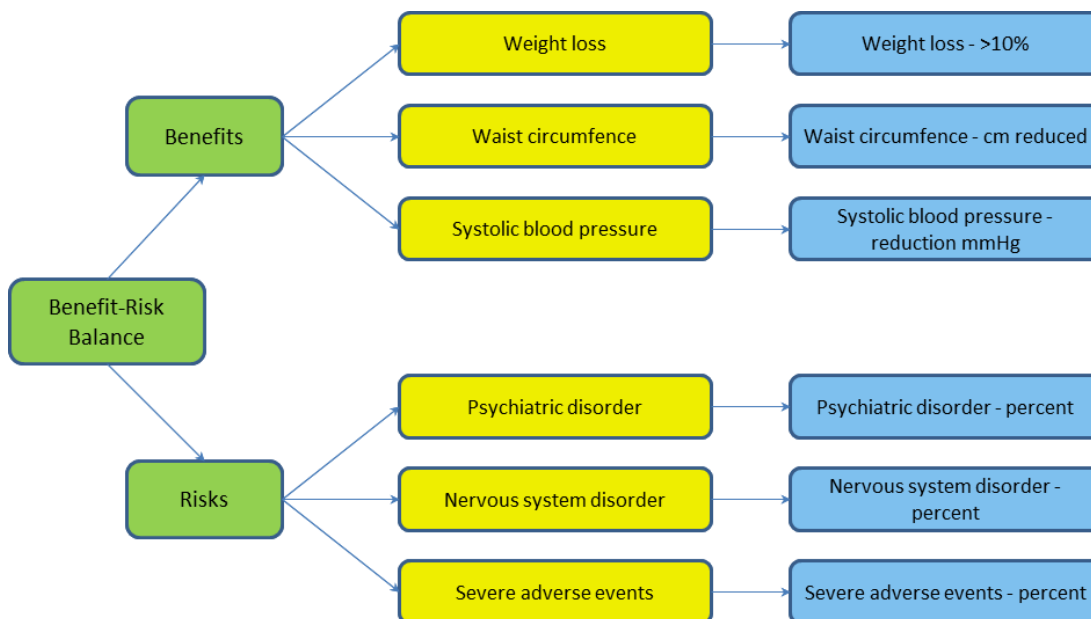 Weight loss
Weight loss - >10%
Benefits
Waist circumfence
Waist circumfence - cm reduced
Systolic blood pressure
Systolic blood pressure -
reduction mmHg
Benefit-Risk
Balance
Psychiatric disorder
Psychiatric disorder - percent
Risks
Nervous system disorder
Nervous system disorder -
percent
Severe adverse events
Severe adverse events - percent